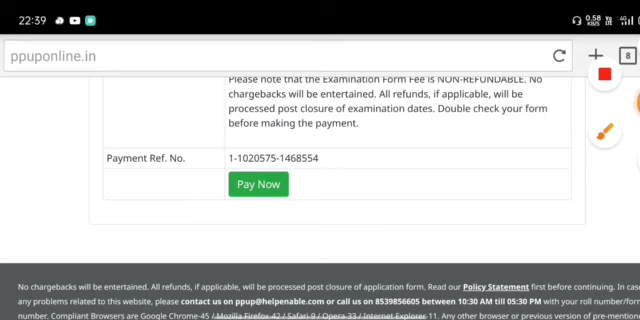 22:39
0.58 KB/S 4G
ppuponline.in
8
Please note that the Examination Form Fee is NON-REFUNDABLE. No
chargebacks will be entertained. All refunds, if applicable, will be
processed post closure of examination dates. Double check your form
before making the payment.
Payment Ref. No. 1-1020575-1468554
Pay Now
No chargebacks will be entertained. All refunds, if applicable, will be processed post closure of application form. Read our Policy Statement first before continuing. In case
any problems related to this website, please contact us on ppup@helpenable.com or call us on 8539856605 between 10:30 AM till 05:30 PM with your roll number/form
number. Compliant Browsers are Google Chrome-45 / Mozilla Firefox-42 / Safari-9 / Opera-33 / Internet Explorer-11. Any other browser or previous version of pre-mention